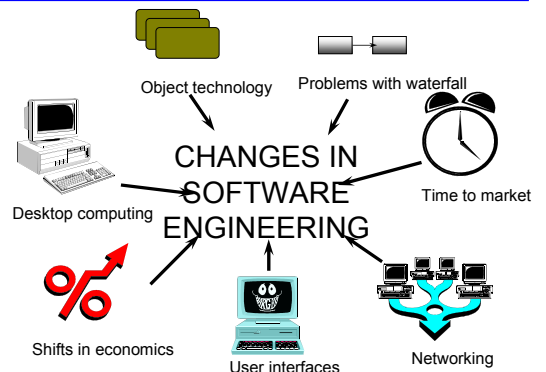 Object technology
Problems with waterfall
CHANGES IN
SOFTWARE
ENGINEERING
Desktop computing
Time to market
Shifts in economics
User interfaces
Networking